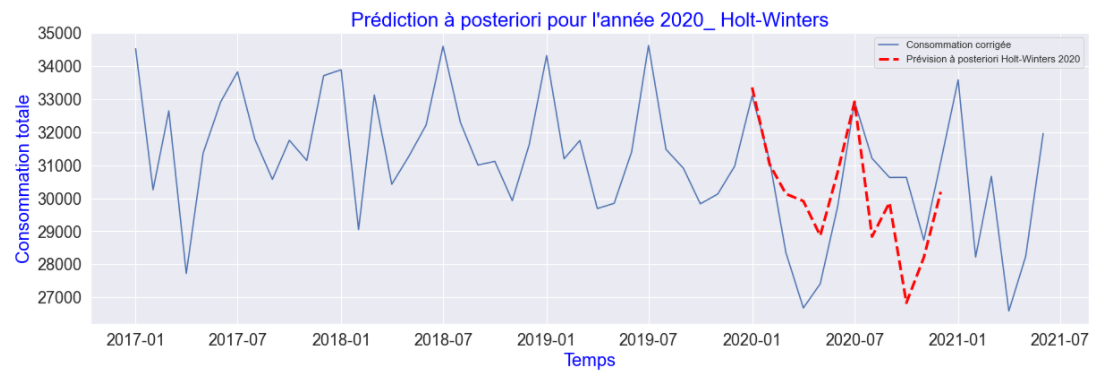 Prédiction à posteriori pour l'année 2020_ Holt-Winters
Consommation corrigée
Prévision à posteriori Holt-Winters 2020
Consommation totale
35000
34000
33000
32000
31000
30000
29000
28000
27000
2017-01 2017-07 2018-01 2018-07 2019-01 2019-07 2020-01 2020-07 2021-01 2021-07
Temps